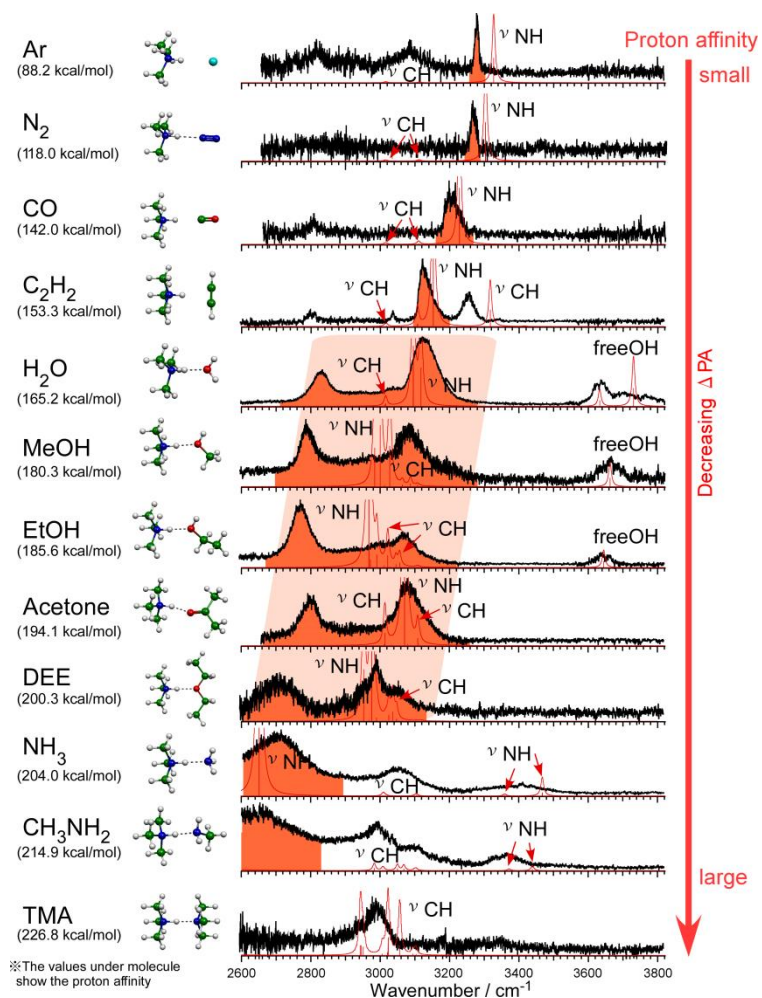 Ar
(88.2 kcal/mol)
ν NH
ν CH
Proton affinity
small
N2
(118.0 kcal/mol)
ν NH
ν CH
CO
(142.0 kcal/mol)
ν NH
ν CH
C2H2
(153.3 kcal/mol)
ν NH
ν CH
ν CH
H2O
(165.2 kcal/mol)
ν CH
ν NH
freeOH
MeOH
(180.3 kcal/mol)
ν NH
ν CH
freeOH
EtOH
(185.6 kcal/mol)
ν NH
ν CH
freeOH
Acetone
(194.1 kcal/mol)
ν CH
ν NH
ν CH
DEE
(200.3 kcal/mol)
ν NH
ν CH
NH3
(204.0 kcal/mol)
ν NH
ν CH
ν NH
CH3NH2
(214.9 kcal/mol)
ν CH
ν NH
TMA
(226.8 kcal/mol)
ν CH
Decreasing Δ PA
large
※The values under molecule
show the proton affinity
2600 2800 3000 3200 3400 3600 3800
Wavenumber / cm-1